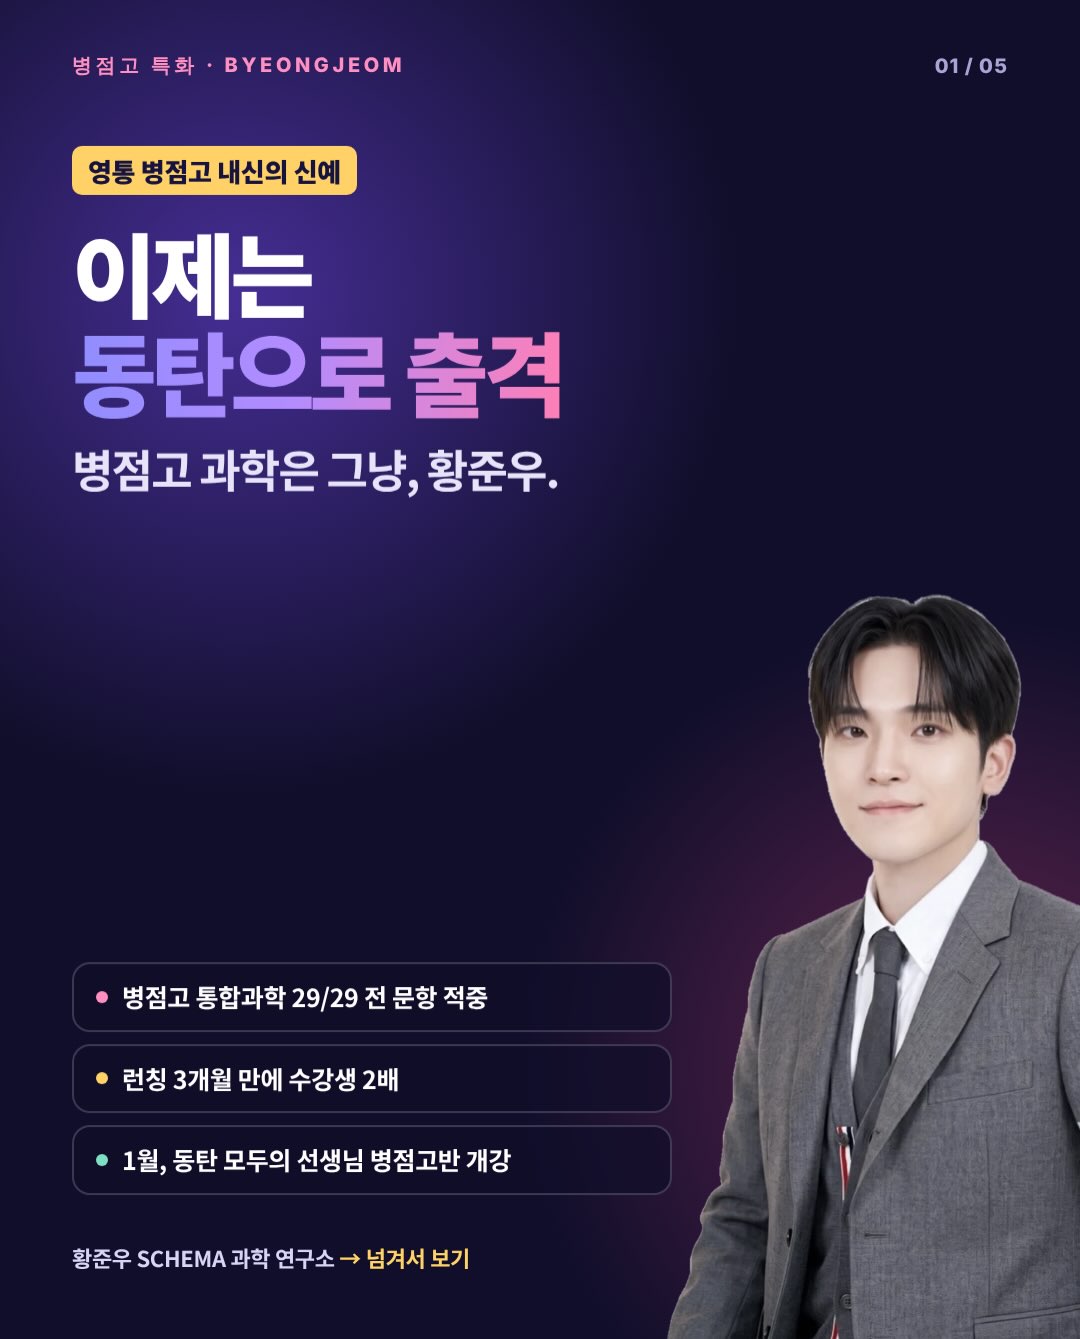 병점고 특화 · BYEONGJEOM
01 / 05
영통 병점고 내신의 신예
이제는
동탄으로 출격
병점고 과학은 그냥, 황준우.
병점고 통합과학 29/29 전 문항 적중
런칭 3개월 만에 수강생 2배
1월, 동탄 모두의 선생님 병점고반 개강
황준우 SCHEMA 과학 연구소 → 넘겨서 보기